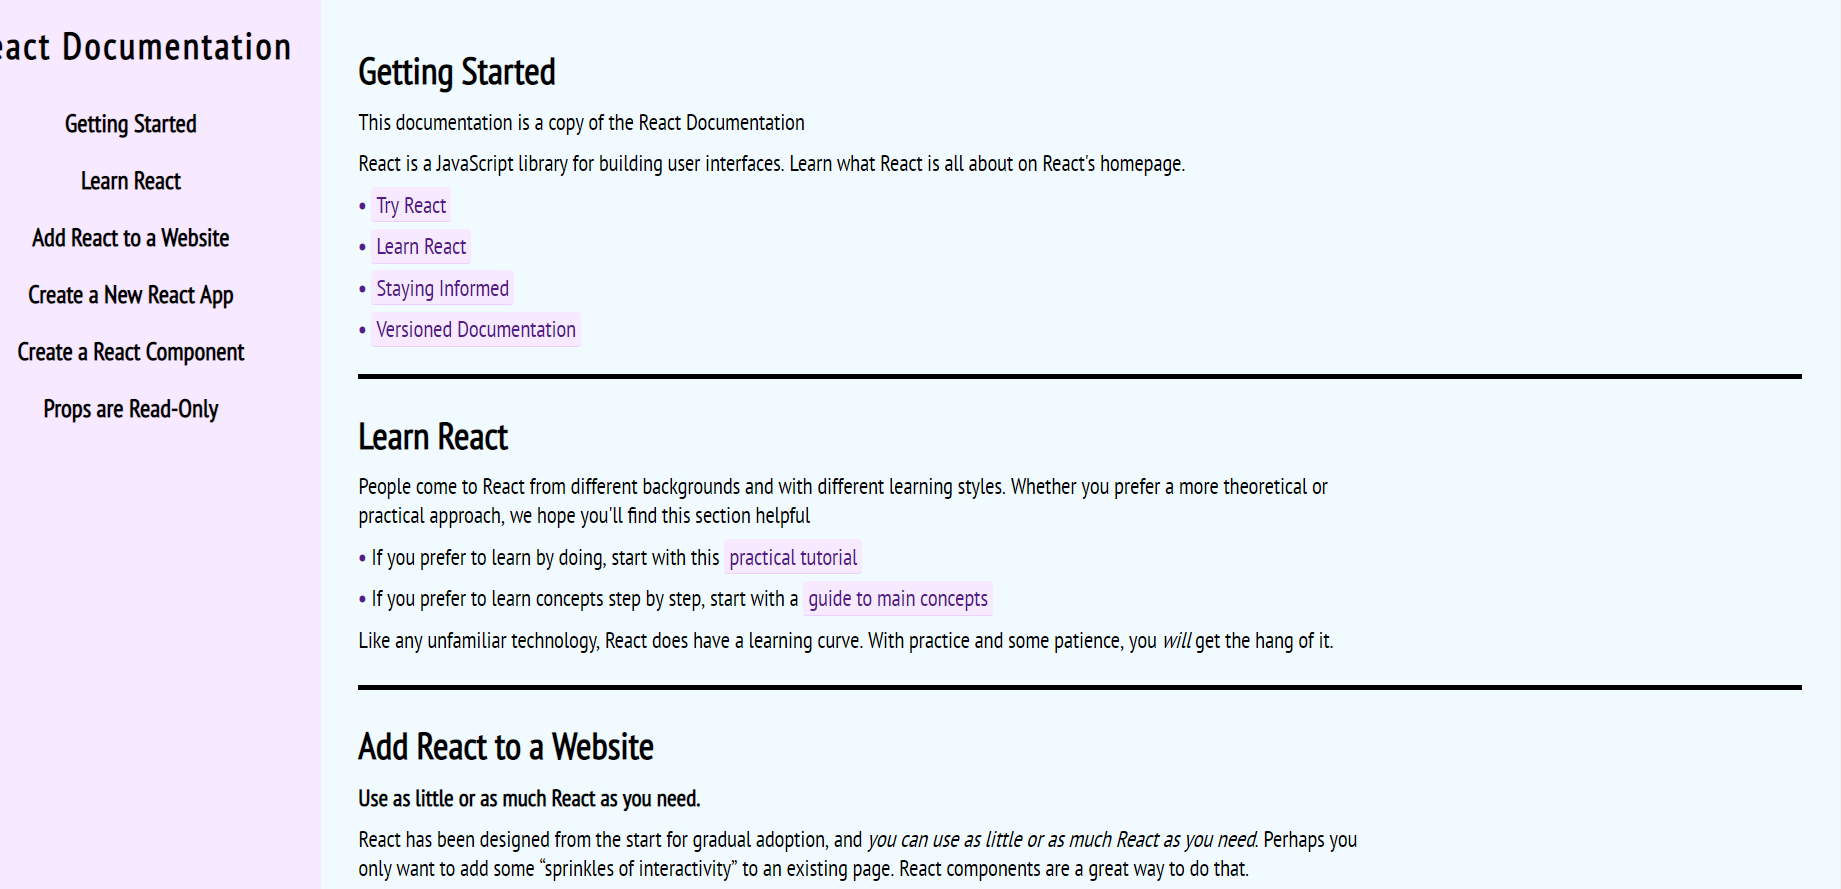 eact Documentation
Getting Started
Learn React
Add React to a Website
Create a New React App
Create a React Component
Props are Read-Only
Getting Started
This documentation is a copy of the React Documentation
React is a JavaScript library for building user interfaces. Learn what React is all about on React's homepage.
• Try React
• Learn React
• Staying Informed
• Versioned Documentation
Learn React
People come to React from different backgrounds and with different learning styles. Whether you prefer a more theoretical or
practical approach, we hope you'll find this section helpful
• If you prefer to learn by doing, start with this practical tutorial
• If you prefer to learn concepts step by step, start with a guide to main concepts
Like any unfamiliar technology, React does have a learning curve. With practice and some patience, you will get the hang of it.
Add React to a Website
Use as little or as much React as you need.
React has been designed from the start for gradual adoption, and you can use as little or as much React as you need. Perhaps you
only want to add some “sprinkles of interactivity” to an existing page. React components are a great way to do that.